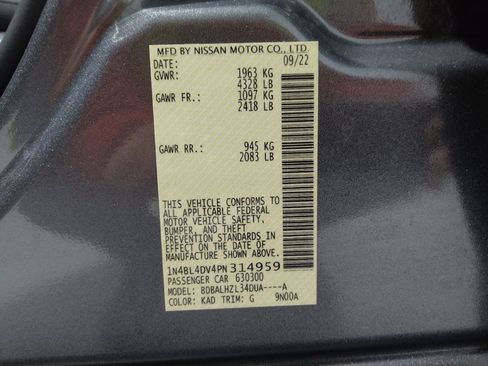 MFD BY NISSAN MOTOR CO., LTD.
DATE: 09/22
GVWR: 1963 KG
4328 LB
GAWR FR.: 1097 KG
2418 LB
GAWR RR.: 945 KG
2083 LB
THIS VEHICLE CONFORMS TO
ALL APPLICABLE FEDERAL
MOTOR VEHICLE SAFETY,
BUMPER, AND THEFT
PREVENTION STANDARDS IN
EFFECT ON THE DATE OF
MANUFACTURE SHOWN ABOVE.
1N4BL4DV4PN314959
PASSENGER CAR 630300
MODEL: BDBALHZL34DUA----A
COLOR: KAD TRIM: G 9N00A